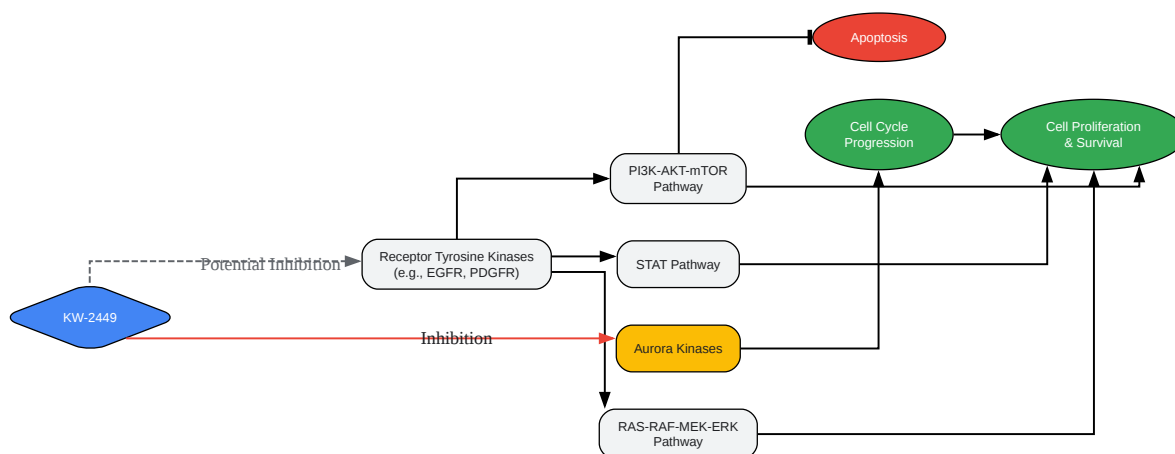 Apoptosis
Cell Cycle
Progression
Cell Proliferation
& Survival
PI3K-AKT-mTOR
Pathway
Receptor Tyrosine Kinases
(e.g., EGFR, PDGFR)
Potential Inhibition
STAT Pathway
KW-2449
Inhibition
Aurora Kinases
RAS-RAF-MEK-ERK
Pathway